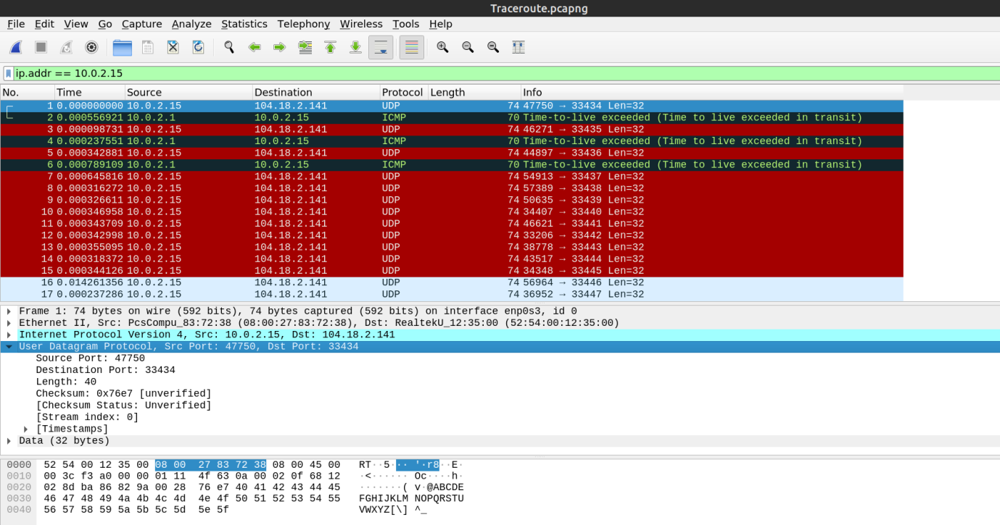 Traceroute.pcapng
File Edit View Go Capture Analyze Statistics Telephony Wireless Tools Help
ip.addr == 10.0.2.15
No. Time Source Destination Protocol Length Info
1 0.000000000 10.0.2.15 104.18.2.141 UDP 74 47750 → 33434 Len=32
2 0.000556921 10.0.2.1 10.0.2.15 ICMP 70 Time-to-live exceeded (Time to live exceeded in transit)
3 0.000098731 10.0.2.15 104.18.2.141 UDP 74 46271 → 33435 Len=32
4 0.000237551 10.0.2.1 10.0.2.15 ICMP 70 Time-to-live exceeded (Time to live exceeded in transit)
5 0.000342881 10.0.2.15 104.18.2.141 UDP 74 44897 → 33436 Len=32
6 0.000789109 10.0.2.1 10.0.2.15 ICMP 70 Time-to-live exceeded (Time to live exceeded in transit)
7 0.000645816 10.0.2.15 104.18.2.141 UDP 74 54913 → 33437 Len=32
8 0.000316272 10.0.2.15 104.18.2.141 UDP 74 57389 → 33438 Len=32
9 0.000326611 10.0.2.15 104.18.2.141 UDP 74 50635 → 33439 Len=32
10 0.000346958 10.0.2.15 104.18.2.141 UDP 74 34407 → 33440 Len=32
11 0.000343709 10.0.2.15 104.18.2.141 UDP 74 46621 → 33441 Len=32
12 0.000342998 10.0.2.15 104.18.2.141 UDP 74 33206 → 33442 Len=32
13 0.000355095 10.0.2.15 104.18.2.141 UDP 74 38778 → 33443 Len=32
14 0.000318372 10.0.2.15 104.18.2.141 UDP 74 43517 → 33444 Len=32
15 0.000344126 10.0.2.15 104.18.2.141 UDP 74 34348 → 33445 Len=32
16 0.014261356 10.0.2.15 104.18.2.141 UDP 74 56964 → 33446 Len=32
17 0.000237286 10.0.2.15 104.18.2.141 UDP 74 36952 → 33447 Len=32
Frame 1: 74 bytes on wire (592 bits), 74 bytes captured (592 bits) on interface enp0s3, id 0
Ethernet II, Src: PcsCompu_83:72:38 (08:00:27:83:72:38), Dst: RealtekU_12:35:00 (52:54:00:12:35:00)
Internet Protocol Version 4, Src: 10.0.2.15, Dst: 104.18.2.141
User Datagram Protocol, Src Port: 47750, Dst Port: 33434
Source Port: 47750
Destination Port: 33434
Length: 40
Checksum: 0x76e7 [unverified]
[Checksum Status: Unverified]
[Stream index: 0]
[Timestamps]
Data (32 bytes)
0000 52 54 00 12 35 00 08 00 27 83 72 38 08 00 45 00 RT··5··· '·r8··E·
0010 00 3c f3 a0 00 00 01 11 4f 63 0a 00 02 0f 68 12 ·<······ Oc····h·
0020 02 8d ba 86 82 9a 00 28 76 e7 40 41 42 43 44 45 ·······( v·@ABCDE
0030 46 47 48 49 4a 4b 4c 4d 4e 4f 50 51 52 53 54 55 FGHIJKLM NOPQRSTU
0040 56 57 58 59 5a 5b 5c 5d 5e 5f VWXYZ[\] ^_